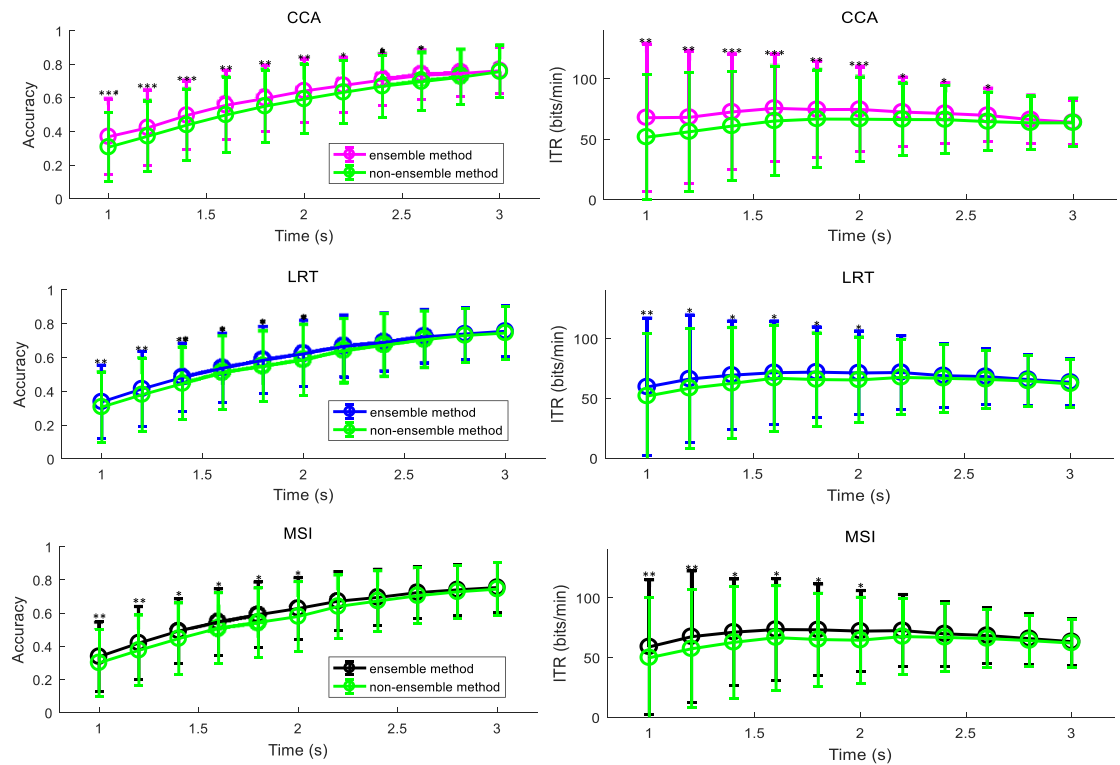 CCA
1
0.8
0.6
0.4
0.2
0
Accuracy
*** *** *** ** ** ** * * *
ensemble method
non-ensemble method
1 1.5 2 2.5 3
Time (s)
CCA
100
50
0
ITR (bits/min)
** ** *** *** ** *** * * *
1 1.5 2 2.5 3
Time (s)
LRT
1
0.8
0.6
0.4
0.2
0
Accuracy
** ** ** * * *
ensemble method
non-ensemble method
1 1.5 2 2.5 3
Time (s)
LRT
100
50
0
ITR (bits/min)
** * * * * *
1 1.5 2 2.5 3
Time (s)
MSI
1
0.8
0.6
0.4
0.2
0
Accuracy
** ** * * * *
ensemble method
non-ensemble method
1 1.5 2 2.5 3
Time (s)
MSI
100
50
0
ITR (bits/min)
** ** * * * *
1 1.5 2 2.5 3
Time (s)